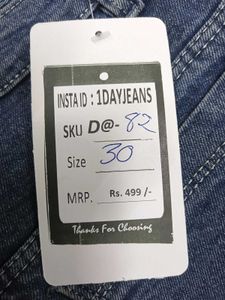 INSTA ID : 1DAYJEANS
SKU D@-82
Size 30
MRP. Rs. 499 /-
Thanks For Choosing